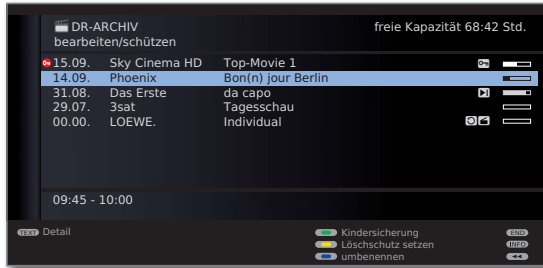 DR-ARCHIV freie Kapazität 68:42 Std.
bearbeiten/schützen
15.09. Sky Cinema HD Top-Movie 1
14.09. Phoenix Bon(n) jour Berlin
31.08. Das Erste da capo
29.07. 3sat Tagesschau
00.00. LOEWE. Individual
09:45 - 10:00
TEXT Detail Kindersicherung END
Löschschutz setzen INFO
umbenennen